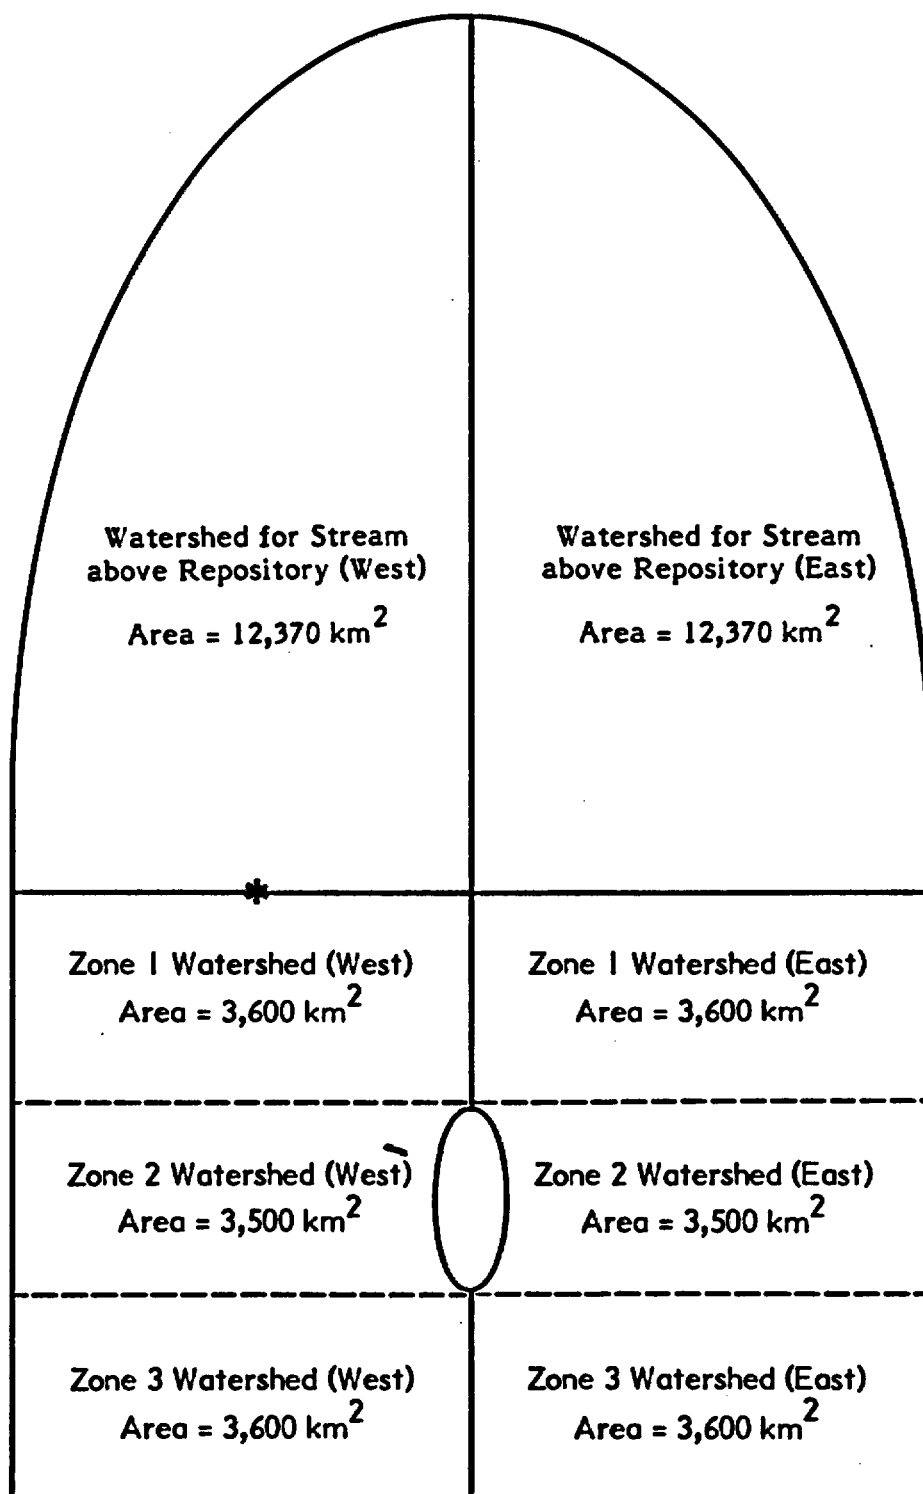 Watershed for Stream
above Repository (West)
Area = 12,370 km²
Watershed for Stream
above Repository (East)
Area = 12,370 km²
Zone 1 Watershed (West)
Area = 3,600 km²
Zone 1 Watershed (East)
Area = 3,600 km²
Zone 2 Watershed (West)
Area = 3,500 km²
Zone 2 Watershed (East)
Area = 3,500 km²
Zone 3 Watershed (West)
Area = 3,600 km²
Zone 3 Watershed (East)
Area = 3,600 km²